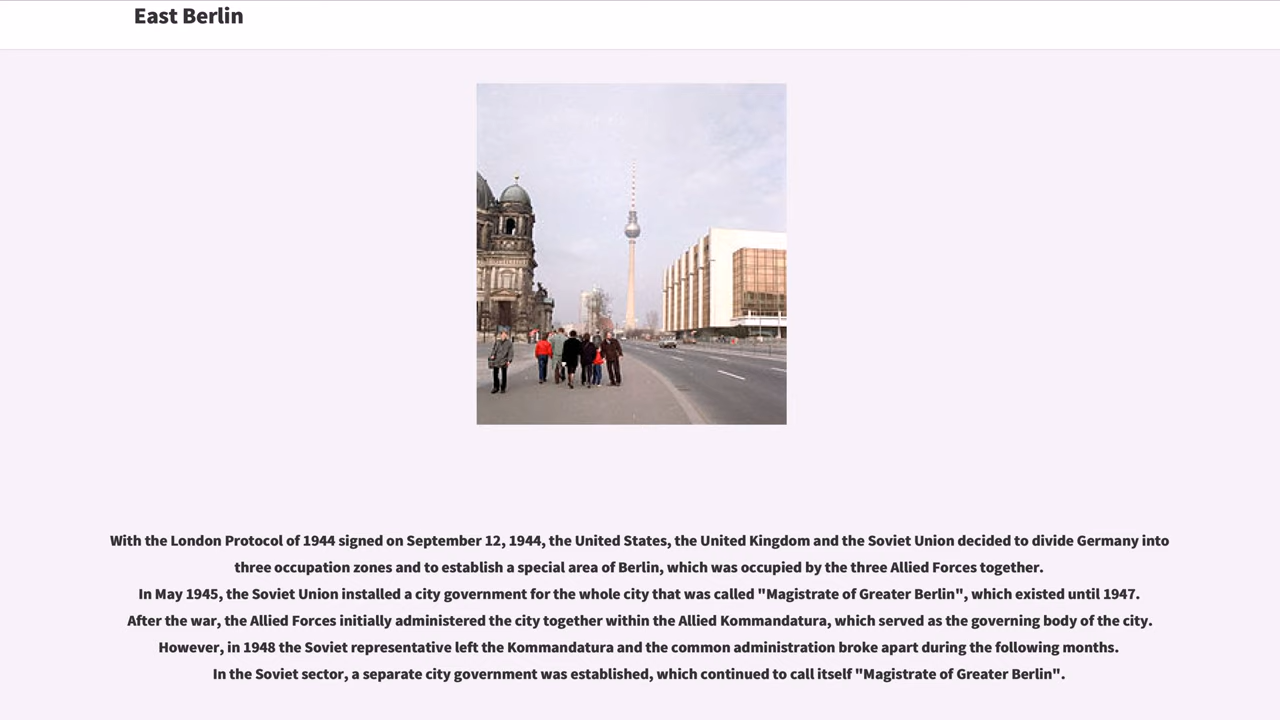 East Berlin
With the London Protocol of 1944 signed on September 12, 1944, the United States, the United Kingdom and the Soviet Union decided to divide Germany into
three occupation zones and to establish a special area of Berlin, which was occupied by the three Allied Forces together.
In May 1945, the Soviet Union installed a city government for the whole city that was called "Magistrate of Greater Berlin", which existed until 1947.
After the war, the Allied Forces initially administered the city together within the Allied Kommandatura, which served as the governing body of the city.
However, in 1948 the Soviet representative left the Kommandatura and the common administration broke apart during the following months.
In the Soviet sector, a separate city government was established, which continued to call itself "Magistrate of Greater Berlin".